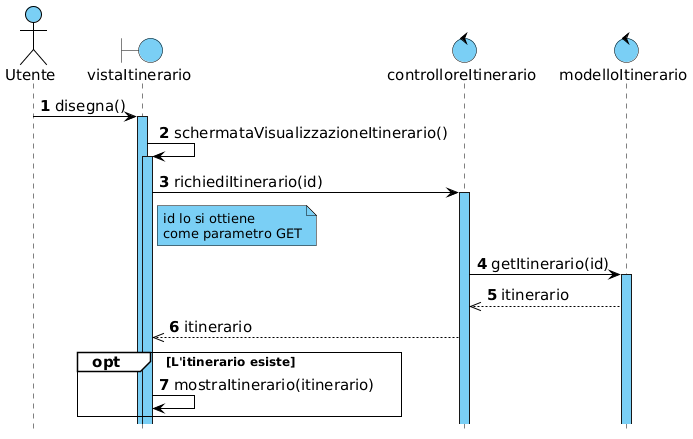 Utente
vistaItinerario
controlloreItinerario
modelloItinerario
1 disegna()
2 schermataVisualizzazioneItinerario()
3 richiediItinerario(id)
id lo si ottiene
come parametro GET
4 getItinerario(id)
5 itinerario
6 itinerario
opt [L'itinerario esiste]
7 mostraItinerario(itinerario)